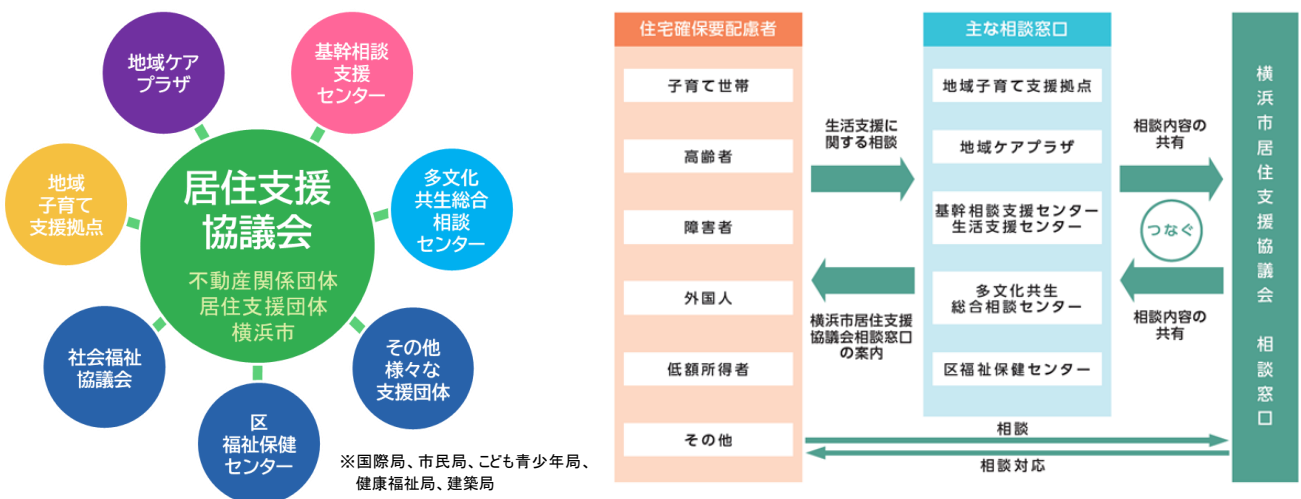 地域ケア
プラザ
基幹相談
支援
センター
地域
子育て
支援拠点
居住支援
協議会
不動産関係団体
居住支援団体
横浜市
多文化
共生総合
相談
センター
社会福祉
協議会
区
福祉保健
センター
その他
様々な
支援団体
※国際局、市民局、こども青少年局、
健康福祉局、建築局
住宅確保要配慮者
子育て世帯
高齢者
障害者
外国人
低額所得者
その他
生活支援に
関する相談
横浜市居住支援
協議会相談窓口
の案内
主な相談窓口
地域子育て支援拠点
地域ケアプラザ
基幹相談支援センター
生活支援センター
多文化共生
総合相談センター
区福祉保健センター
相談内容の
共有
つなぐ
相談内容の
共有
相談
相談対応
横浜市居住支援協議会 相談窓口